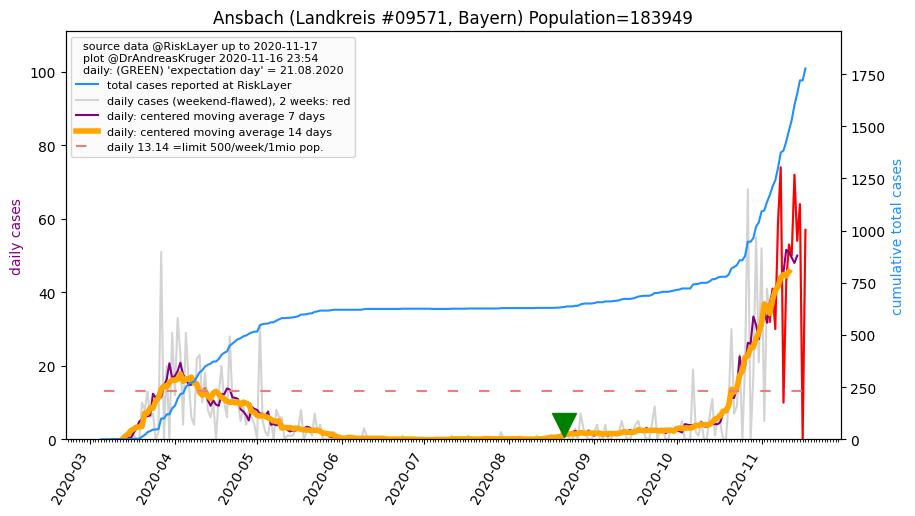 Ansbach (Landkreis #09571, Bayern) Population=183949
source data @RiskLayer up to 2020-11-17
plot @DrAndreasKruger 2020-11-16 23:54
daily: (GREEN) 'expectation day' = 21.08.2020
total cases reported at RiskLayer
daily cases (weekend-flawed), 2 weeks: red
daily: centered moving average 7 days
daily: centered moving average 14 days
daily 13.14 =limit 500/week/1mio pop.
daily cases
100
80
60
40
20
0
cumulative total cases
1750
1500
1250
1000
750
500
250
0
2020-03
2020-04
2020-05
2020-06
2020-07
2020-08
2020-09
2020-10
2020-11